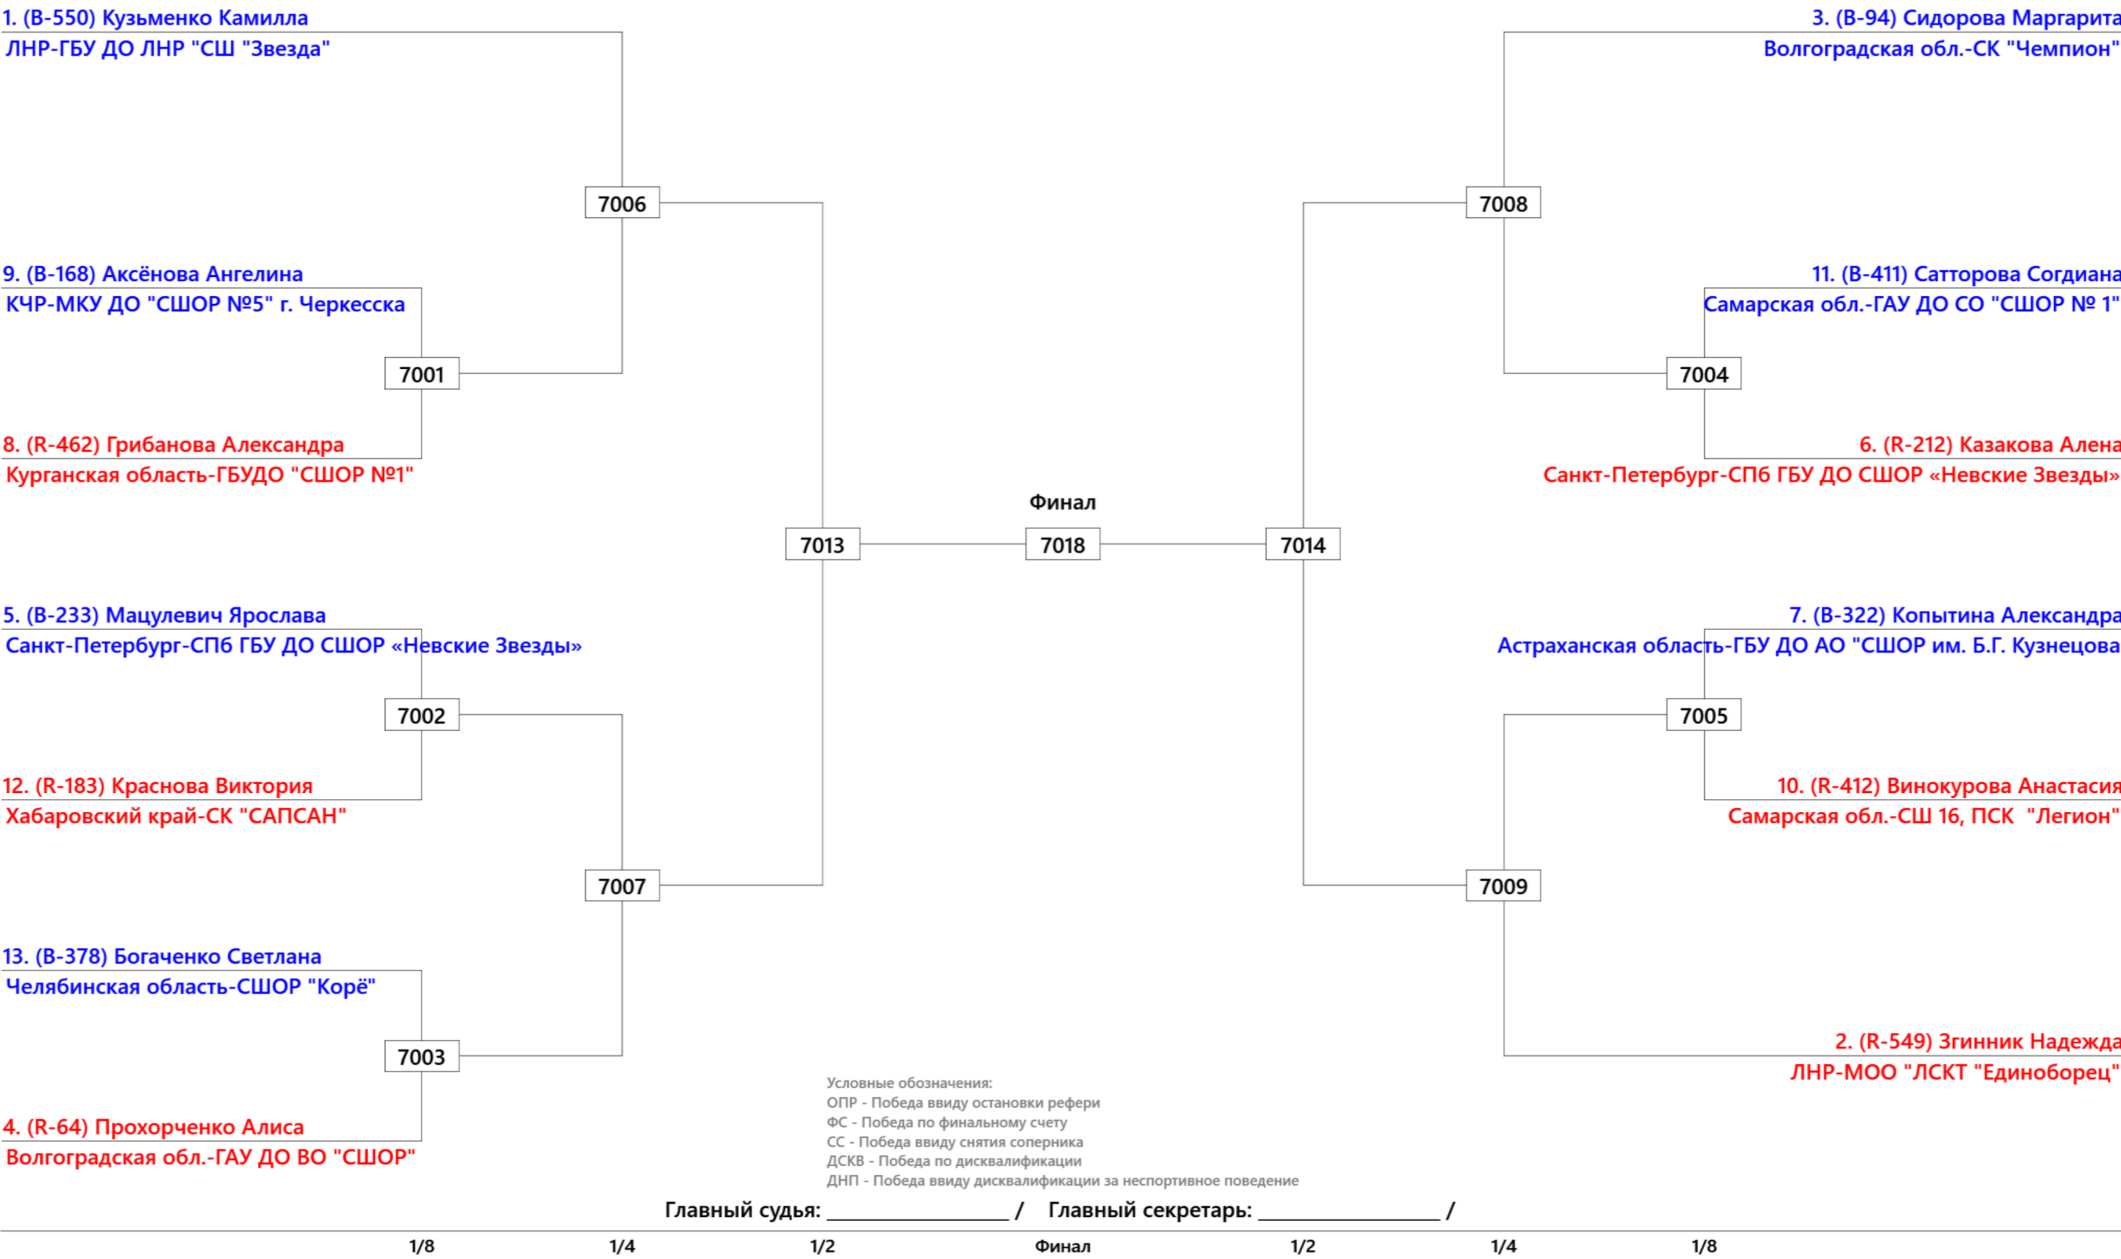 1. (B-550) Кузьменко Камилла
ЛНР-ГБУ ДО ЛНР "СШ "Звезда"
3. (B-94) Сидорова Маргарита
Волгоградская обл.-СК "Чемпион"
7006
7008
9. (B-168) Аксёнова Ангелина
КЧР-МКУ ДО "СШОР №5" г. Черкесска
11. (B-411) Сатторова Согдиана
Самарская обл.-ГАУ ДО СО "СШОР № 1"
7001
7004
8. (R-462) Грибанова Александра
Курганская область-ГБУДО "СШОР №1"
6. (R-212) Казакова Алена
Санкт-Петербург-СПб ГБУ ДО СШОР «Невские Звезды»
Финал
7013
7018
7014
5. (B-233) Мацулевич Ярослава
Санкт-Петербург-СПб ГБУ ДО СШОР «Невские Звезды»
7. (B-322) Копытина Александра
Астраханская область-ГБУ ДО АО "СШОР им. Б.Г. Кузнецова
7002
7005
12. (R-183) Краснова Виктория
Хабаровский край-СК "САПСАН"
10. (R-412) Винокурова Анастасия
Самарская обл.-СШ 16, ПСК  "Легион"
7007
7009
13. (B-378) Богаченко Светлана
Челябинская область-СШОР "Корё"
7003
2. (R-549) Згинник Надежда
ЛНР-МОО "ЛСКТ "Единоборец"
4. (R-64) Прохорченко Алиса
Волгоградская обл.-ГАУ ДО ВО "СШОР"
Условные обозначения:
ОПР - Победа ввиду остановки рефери
ФС - Победа по финальному счету
СС - Победа ввиду снятия соперника
ДСКВ - Победа по дисквалификации
ДНП - Победа ввиду дисквалификации за неспортивное поведение
Главный судья: _________________ / Главный секретарь: _________________ /
1/8 1/4 1/2 Финал 1/2 1/4 1/8